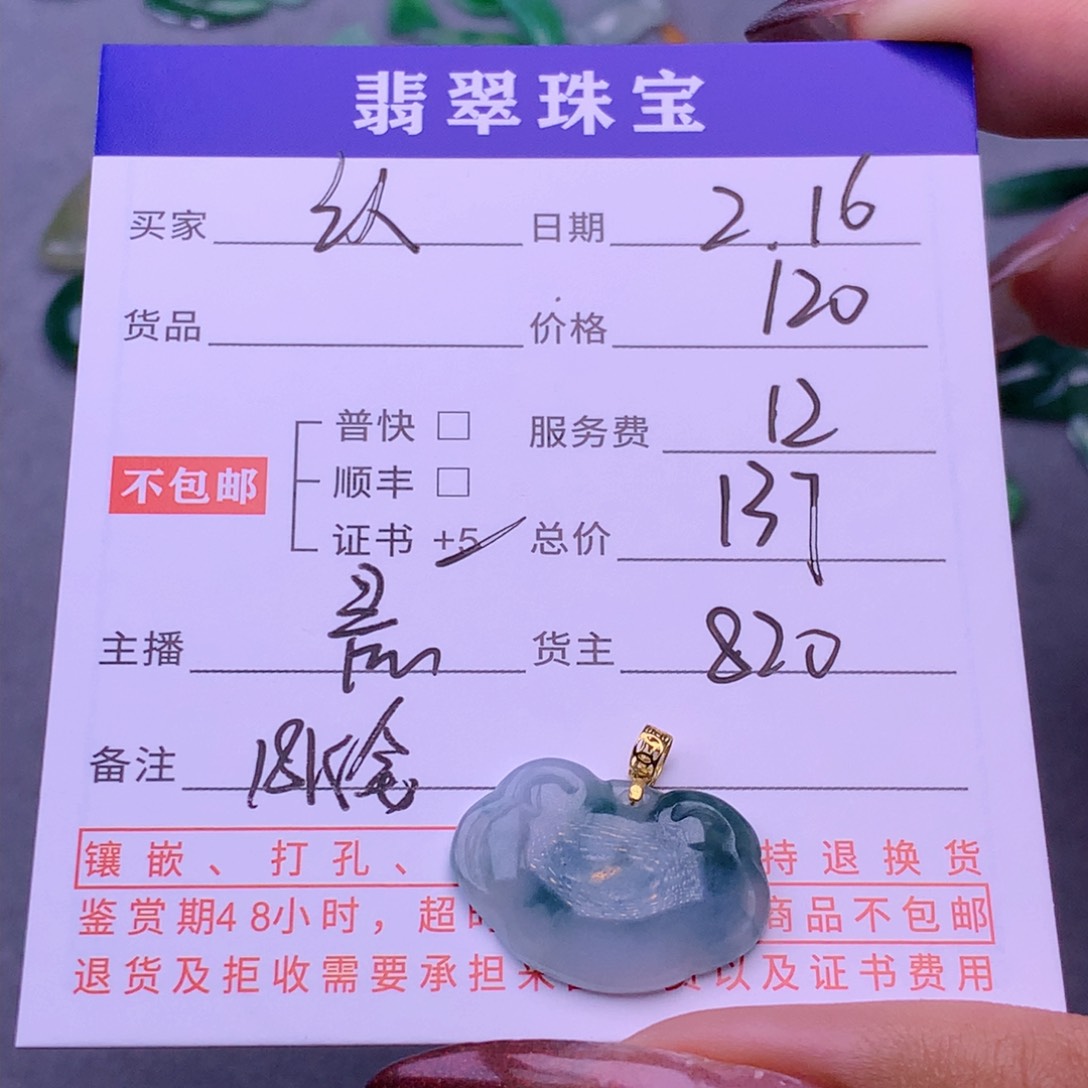 翡翠珠宝
买家 日期 2.16
货品 价格 120
普快 □ 服务费 12
不包邮 顺丰 □
证书 +5 总价 137
主播 货主 820
备注 18K金
镶嵌、打孔、 持退换货
鉴赏期48小时，超时 商品不包邮
退货及拒收需要承担来 以及证书费用